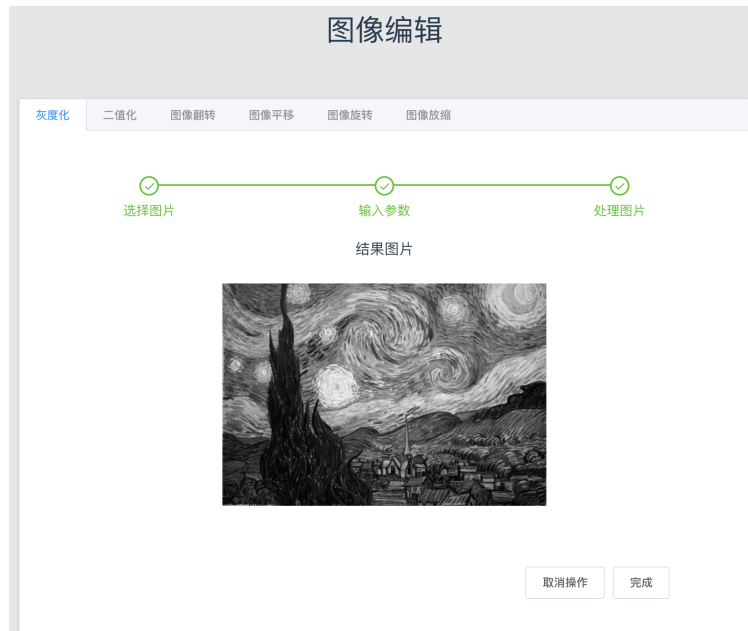 图像编辑
灰度化 二值化 图像翻转 图像平移 图像旋转 图像放缩
选择图片 输入参数 处理图片
结果图片
取消操作 完成